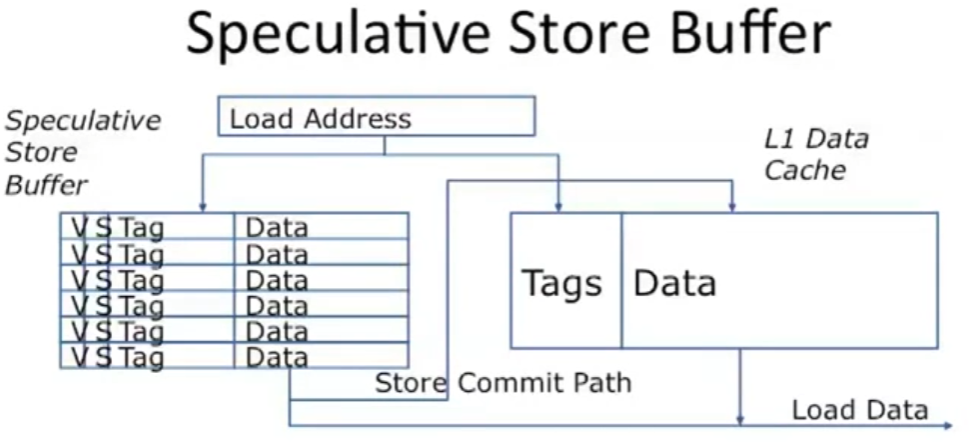 Speculative Store Buffer
Speculative
Store
Buffer
Load Address
L1 Data
Cache
V S Tag Data
V S Tag Data
V S Tag Data
V S Tag Data
V S Tag Data
V S Tag Data
Tags Data
Store Commit Path
Load Data